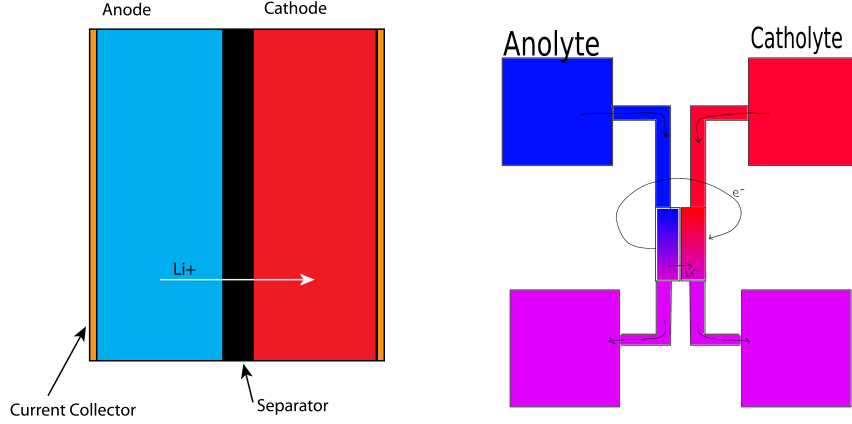 Anode
Cathode
Li+
Current Collector
Separator
Anolyte
Catholyte
e-